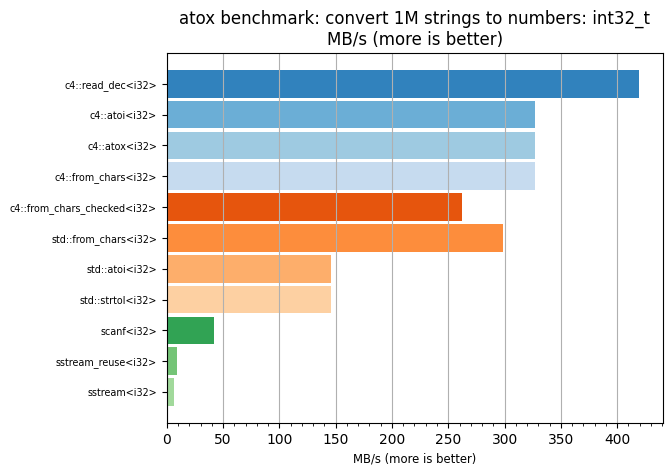 atox benchmark: convert 1M strings to numbers: int32_t
MB/s (more is better)
c4::read_dec<i32>
c4::atoi<i32>
c4::atox<i32>
c4::from_chars<i32>
c4::from_chars_checked<i32>
std::from_chars<i32>
std::atoi<i32>
std::strtol<i32>
scanf<i32>
sstream_reuse<i32>
sstream<i32>
0 50 100 150 200 250 300 350 400
MB/s (more is better)